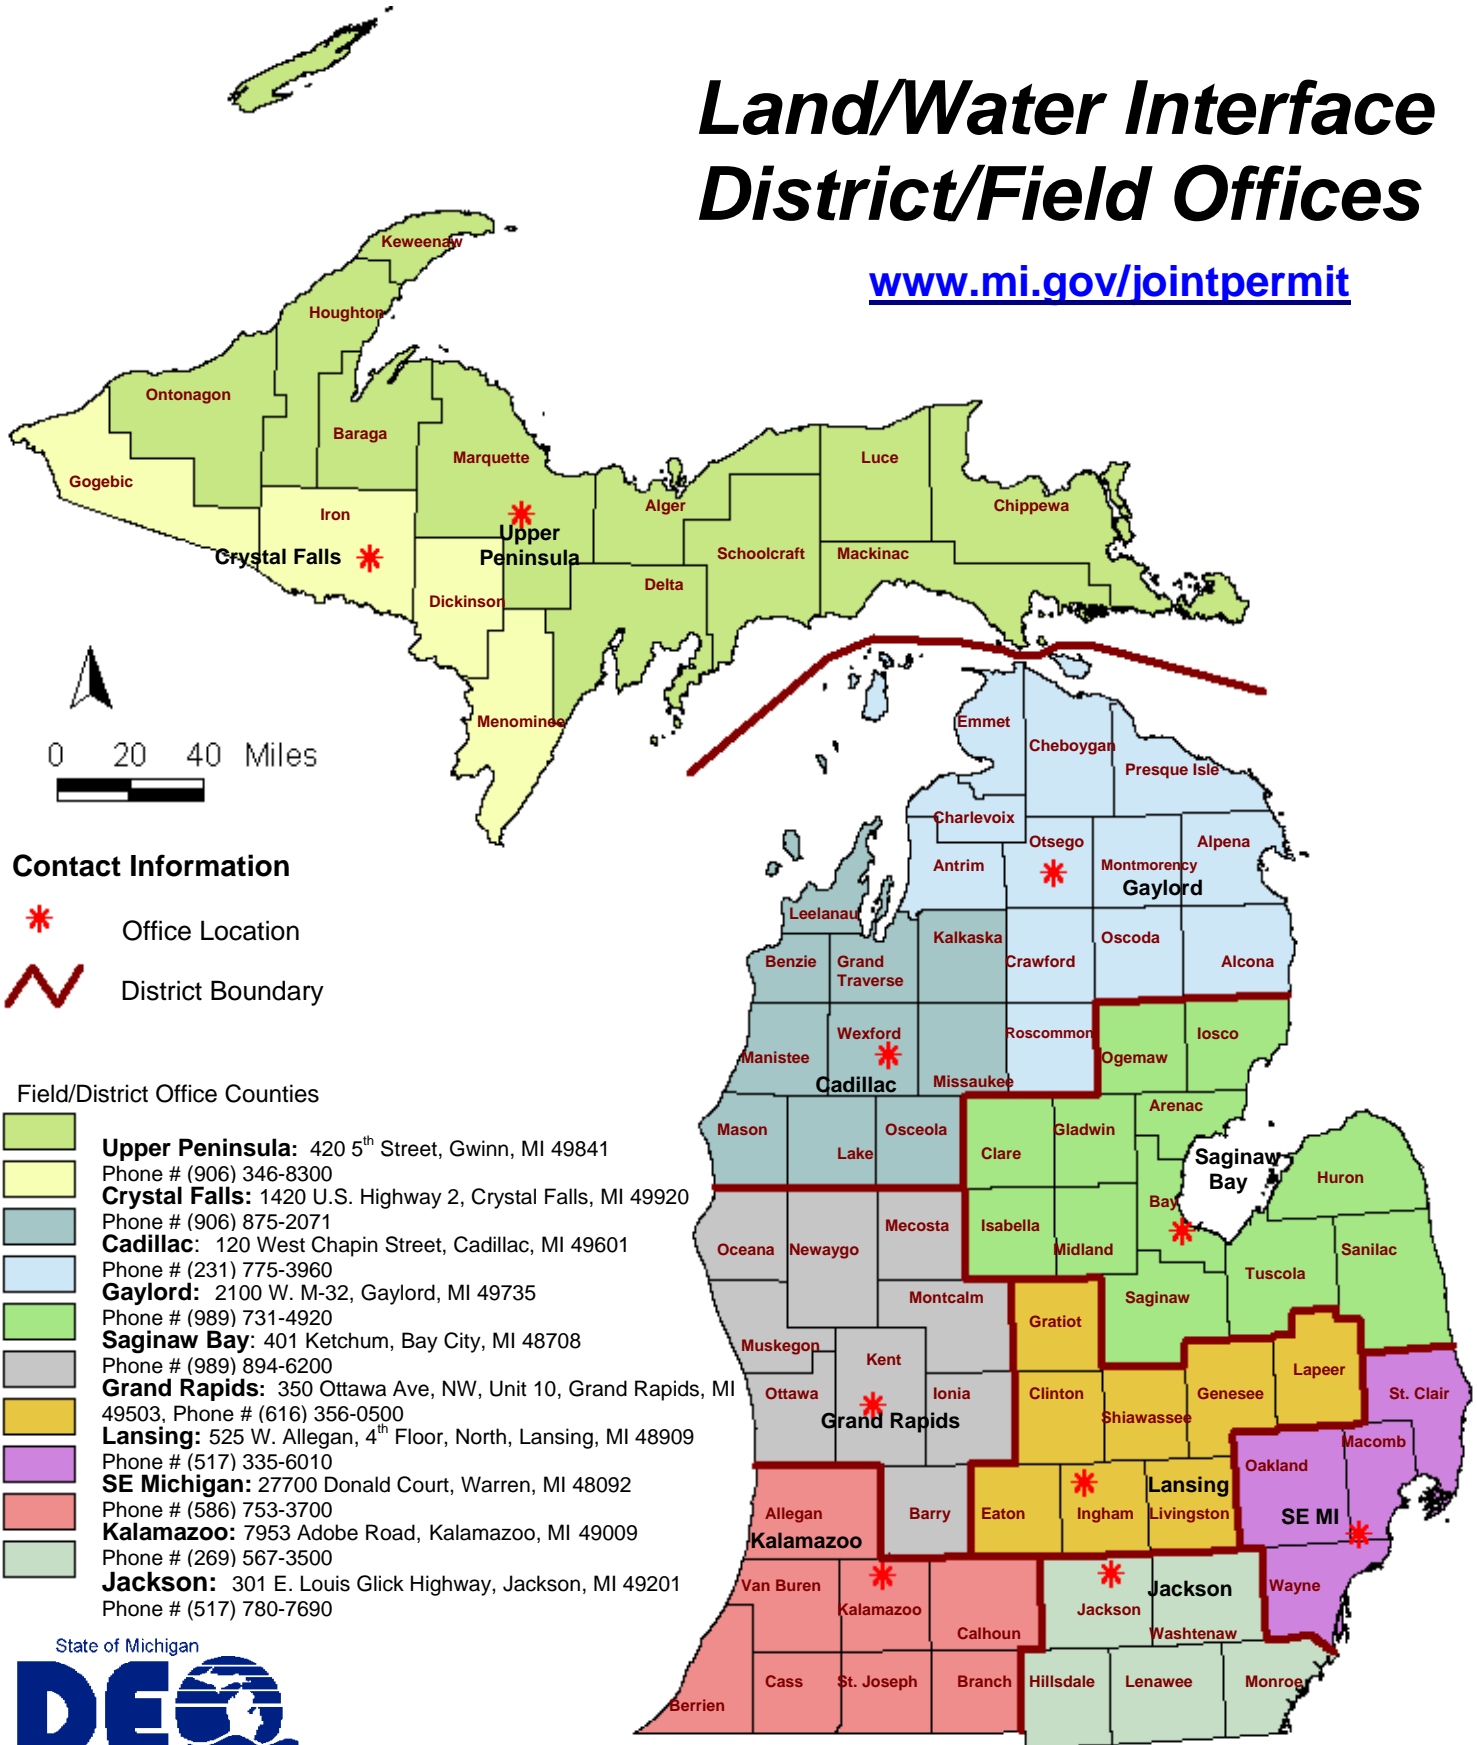 Land/Water Interface
District/Field Offices
www.mi.gov/jointpermit
Keweenaw
Houghton
Ontonagon
Baraga
Marquette
Luce
Gogebic
Alger
Chippewa
Iron
Upper
Peninsula
Crystal Falls
Schoolcraft
Mackinac
Delta
Dickinson
Menominee
0 20 40 Miles
Emmet
Cheboygan
Presque Isle
Charlevoix
Otsego
Alpena
Antrim
Montmorency
Gaylord
Leelanau
Kalkaska
Oscoda
Benzie
Grand
Traverse
Crawford
Alcona
Wexford
Roscommon
Iosco
Manistee
Ogemaw
Cadillac
Missaukee
Arenac
Mason
Osceola
Gladwin
Lake
Clare
Saginaw
Bay
Huron
Bay
Mecosta
Isabella
Oceana
Newaygo
Midland
Sanilac
Tuscola
Montcalm
Saginaw
Gratiot
Muskegon
Kent
Lapeer
Ottawa
Ionia
Clinton
Genesee
St. Clair
Grand Rapids
Shiawassee
Macomb
Oakland
Lansing
Allegan
Barry
Eaton
Ingham
Livingston
SE MI
Kalamazoo
Van Buren
Jackson
Wayne
Kalamazoo
Jackson
Calhoun
Washtenaw
Cass
St. Joseph
Branch
Hillsdale
Lenawee
Monroe
Berrien
Contact Information
Office Location
District Boundary
Field/District Office Counties
Upper Peninsula: 420 5th Street, Gwinn, MI 49841
Phone # (906) 346-8300
Crystal Falls: 1420 U.S. Highway 2, Crystal Falls, MI 49920
Phone # (906) 875-2071
Cadillac: 120 West Chapin Street, Cadillac, MI 49601
Phone # (231) 775-3960
Gaylord: 2100 W. M-32, Gaylord, MI 49735
Phone # (989) 731-4920
Saginaw Bay: 401 Ketchum, Bay City, MI 48708
Phone # (989) 894-6200
Grand Rapids: 350 Ottawa Ave, NW, Unit 10, Grand Rapids, MI
49503, Phone # (616) 356-0500
Lansing: 525 W. Allegan, 4th Floor, North, Lansing, MI 48909
Phone # (517) 335-6010
SE Michigan: 27700 Donald Court, Warren, MI 48092
Phone # (586) 753-3700
Kalamazoo: 7953 Adobe Road, Kalamazoo, MI 49009
Phone # (269) 567-3500
Jackson: 301 E. Louis Glick Highway, Jackson, MI 49201
Phone # (517) 780-7690
State of Michigan
DEQ